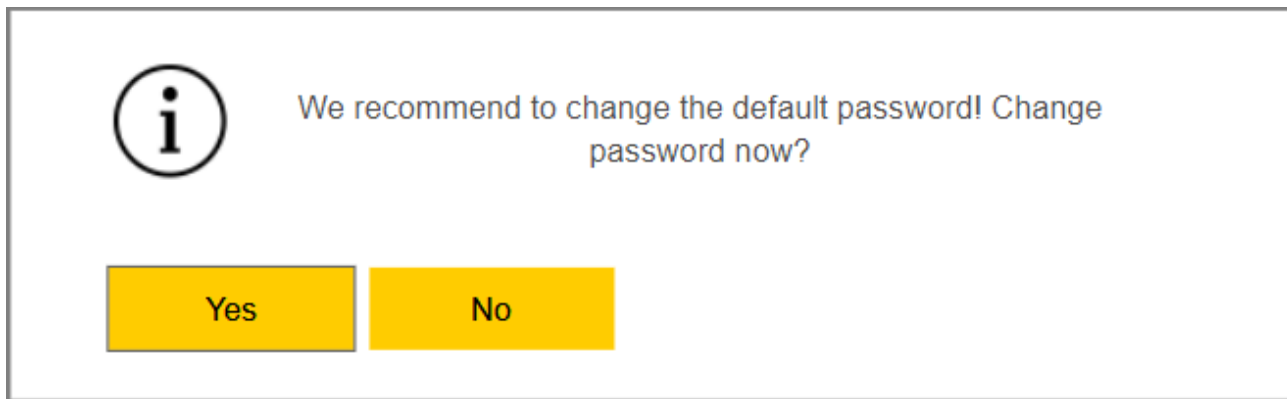 We recommend to change the default password! Change
password now?
Yes
No